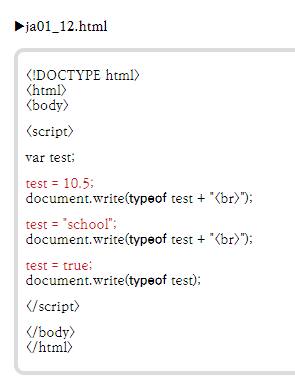 ▶ja01_12.html
<!DOCTYPE html>
<html>
<body>
<script>
var test;
test = 10.5;
document.write(typeof test + "<br>");
test = "school";
document.write(typeof test + "<br>");
test = true;
document.write(typeof test);
</script>
</body>
</html>